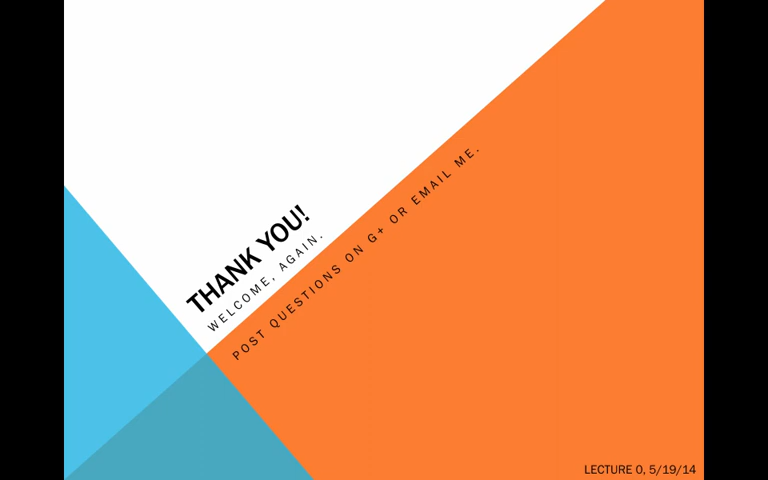 THANK YOU!
WELCOME, AGAIN.
POST QUESTIONS ON G+ OR EMAIL ME.
LECTURE 0, 5/19/14